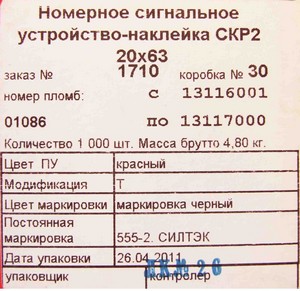 Номерное сигнальное
устройство-наклейка СКР2
20х63
заказ № 1710 коробка № 30
номер пломб: с 13116001
01086 по 13117000
Количество 1 000 шт. Масса брутто 4,80 кг.
Цвет ПУ красный
Модификация Т
Цвет маркировки маркировка черный
Постоянная маркировка 555-2. СИЛТЭК
Дата упаковки 26.04.2011
упаковщик контролер